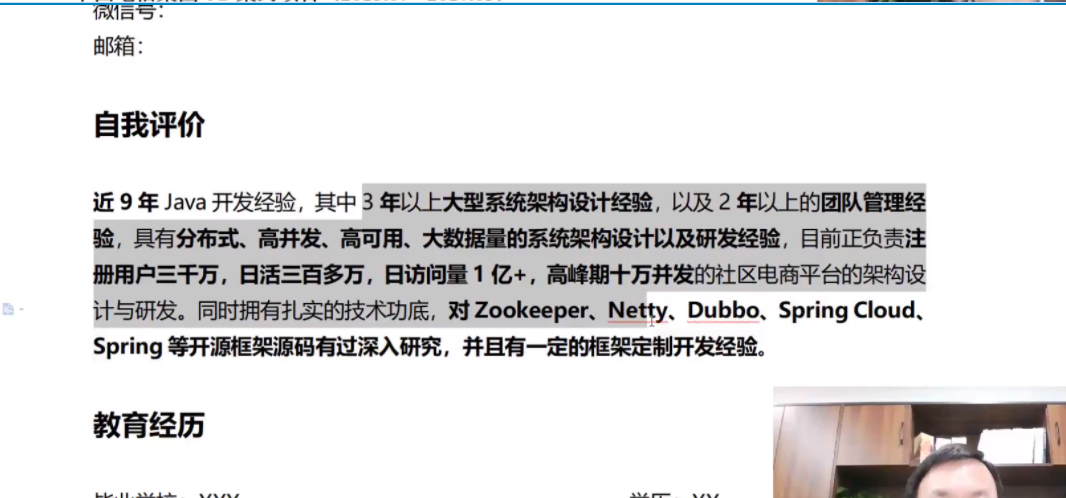 微信号：
邮箱：
自我评价
近 9 年 Java 开发经验，其中 3 年以上大型系统架构设计经验，以及 2 年以上的团队管理经
验，具有分布式、高并发、高可用、大数据量的系统架构设计以及研发经验，目前正负责注
册用户三千万，日活三百多万，日访问量 1 亿+，高峰期十万并发的社区电商平台的架构设
计与研发。同时拥有扎实的技术功底，对 Zookeeper、Netty、Dubbo、Spring Cloud、
Spring 等开源框架源码有过深入研究，并且有一定的框架定制开发经验。
教育经历
毕业学校：XXX 学历：XX